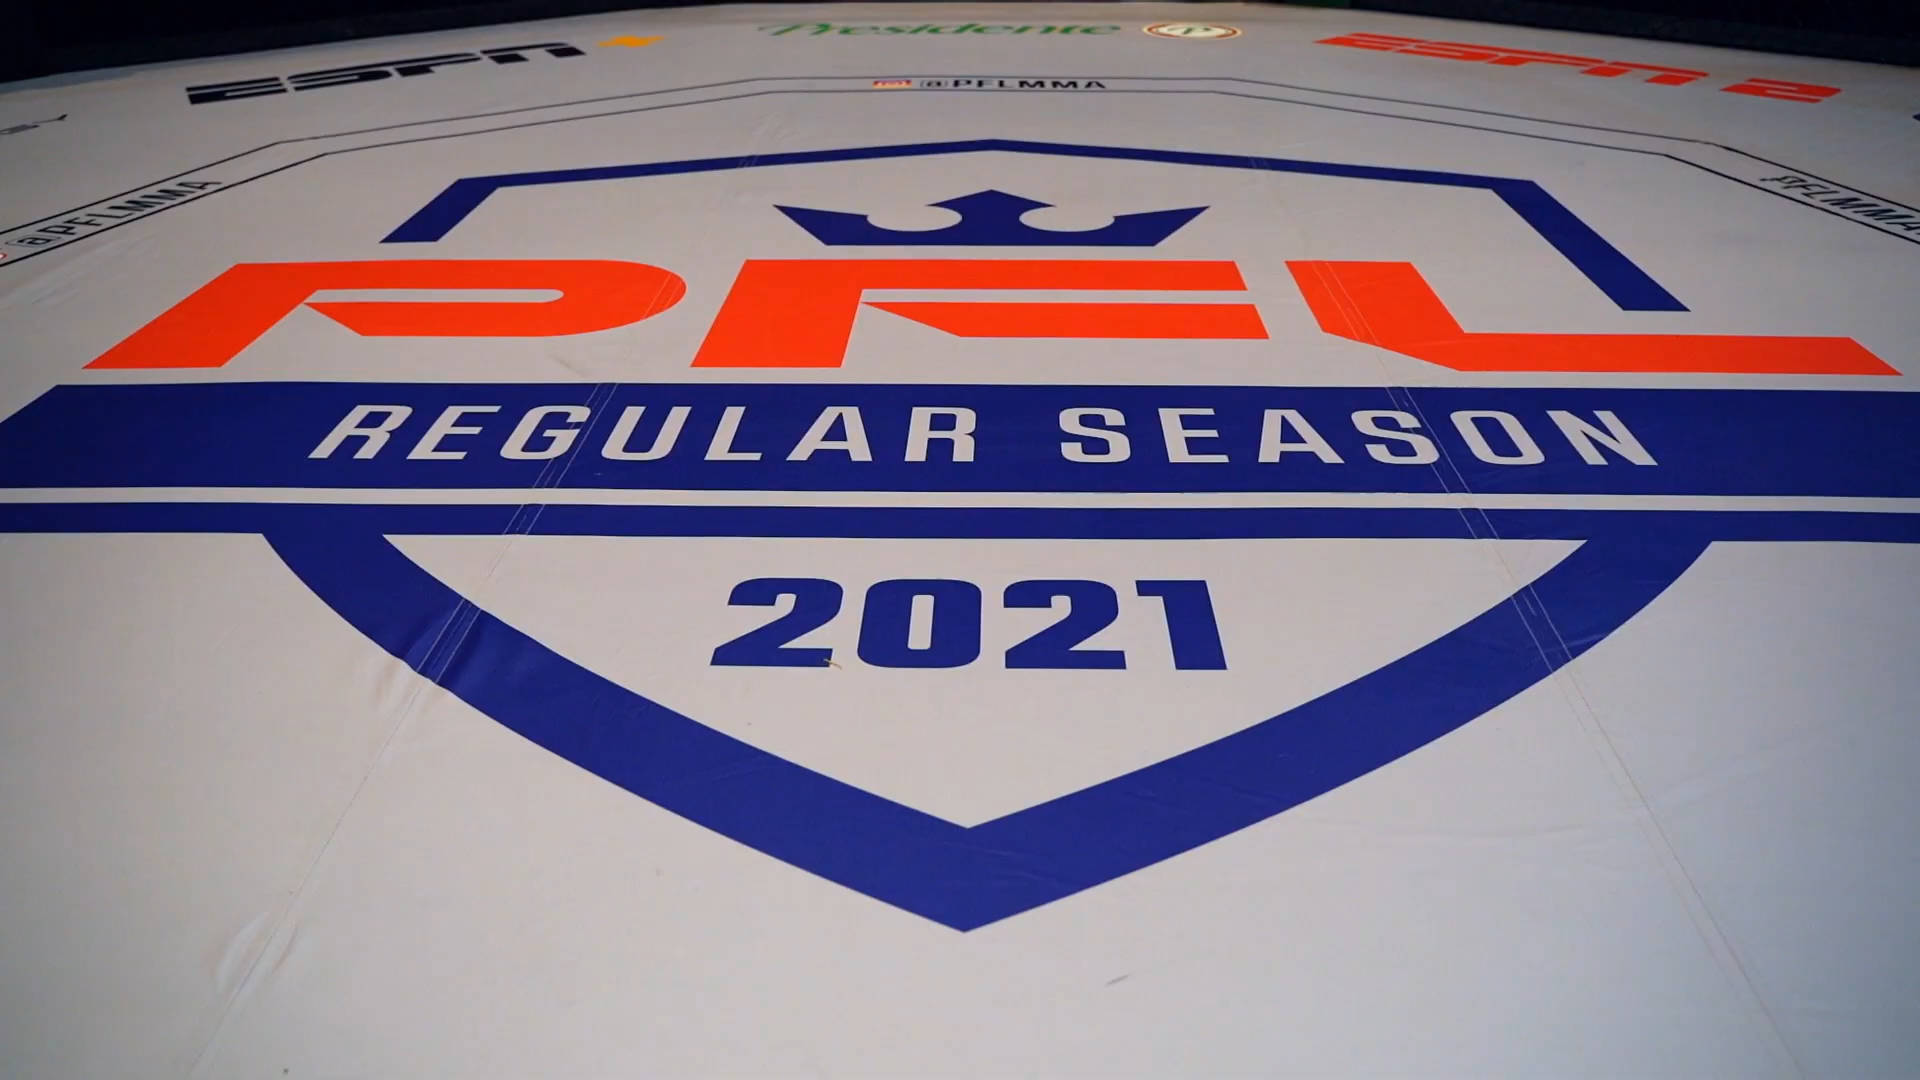 Presidente
ESPN
ESPN 2
@PFLMMA
@PFLMMA
PFLMMA
PFL
REGULAR SEASON
2021